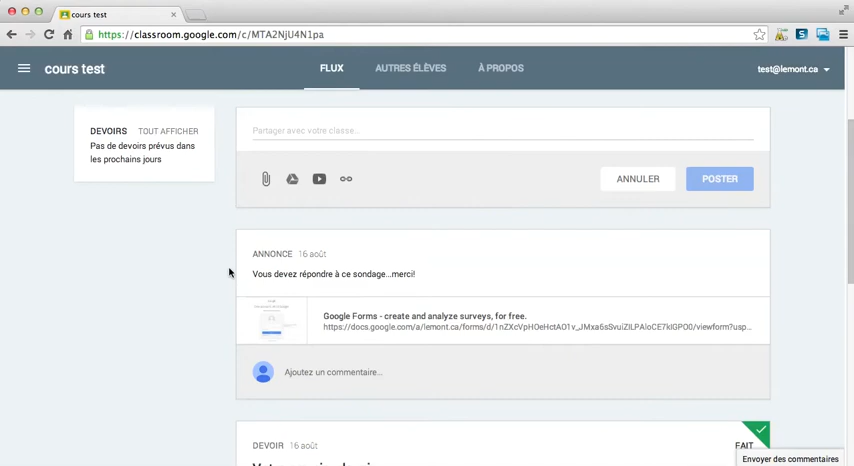 cours test
https://classroom.google.com/c/MTA2NjU4N1pa
cours test
FLUX
AUTRES ÉLÈVES
À PROPOS
test@lemont.ca
DEVOIRS TOUT AFFICHER
Pas de devoirs prévus dans
les prochains jours
Partager avec votre classe...
ANNULER
POSTER
ANNONCE 16 août
Vous devez répondre à ce sondage...merci!
Google Forms - create and analyze surveys, for free.
https://docs.google.com/a/lemont.ca/forms/d/1nZXcVpHOeHctAO1v_JMxa6sSvuiZILPAloCE7kIGPO0/viewform?usp...
Ajoutez un commentaire...
DEVOIR 16 août
FAIT
Envoyer des commentaires